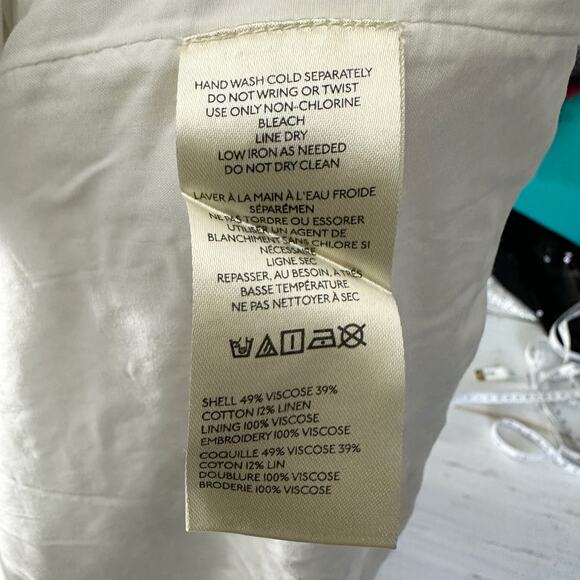 HAND WASH COLD SEPARATELY
DO NOT WRING OR TWIST
USE ONLY NON-CHLORINE
BLEACH
LINE DRY
LOW IRON AS NEEDED
DO NOT DRY CLEAN
LAVER À LA MAIN À L'EAU FROIDE
SÉPARÉMEN
NE PAS TORDRE OU ESSORER
UTILISER UN AGENT DE
BLANCHIMENT SANS CHLORE SI
NÉCESSAIRE
LIGNE SEC
REPASSER, AU BESOIN, À TRÈS
BASSE TEMPÉRATURE
NE PAS NETTOYER À SEC
SHELL 49% VISCOSE 39%
COTTON 12% LINEN
LINING 100% VISCOSE
EMBROIDERY 100% VISCOSE
COQUILLE 49% VISCOSE 39%
COTON 12% LIN
DOUBLURE 100% VISCOSE
BRODERIE 100% VISCOSE